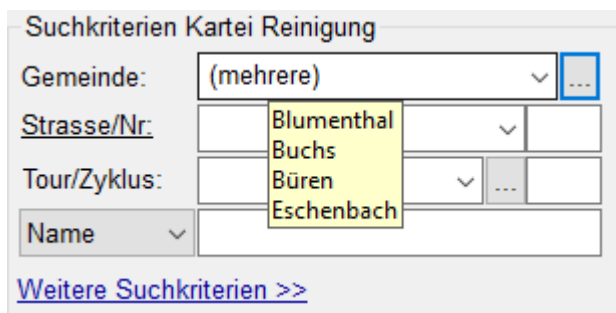 Suchkriterien Kartei Reinigung
Gemeinde: (mehrere) ...
Strasse/Nr: Blumenthal
Buchs
Tour/Zyklus: Büren ...
Eschenbach
Name
Weitere Suchkriterien >>